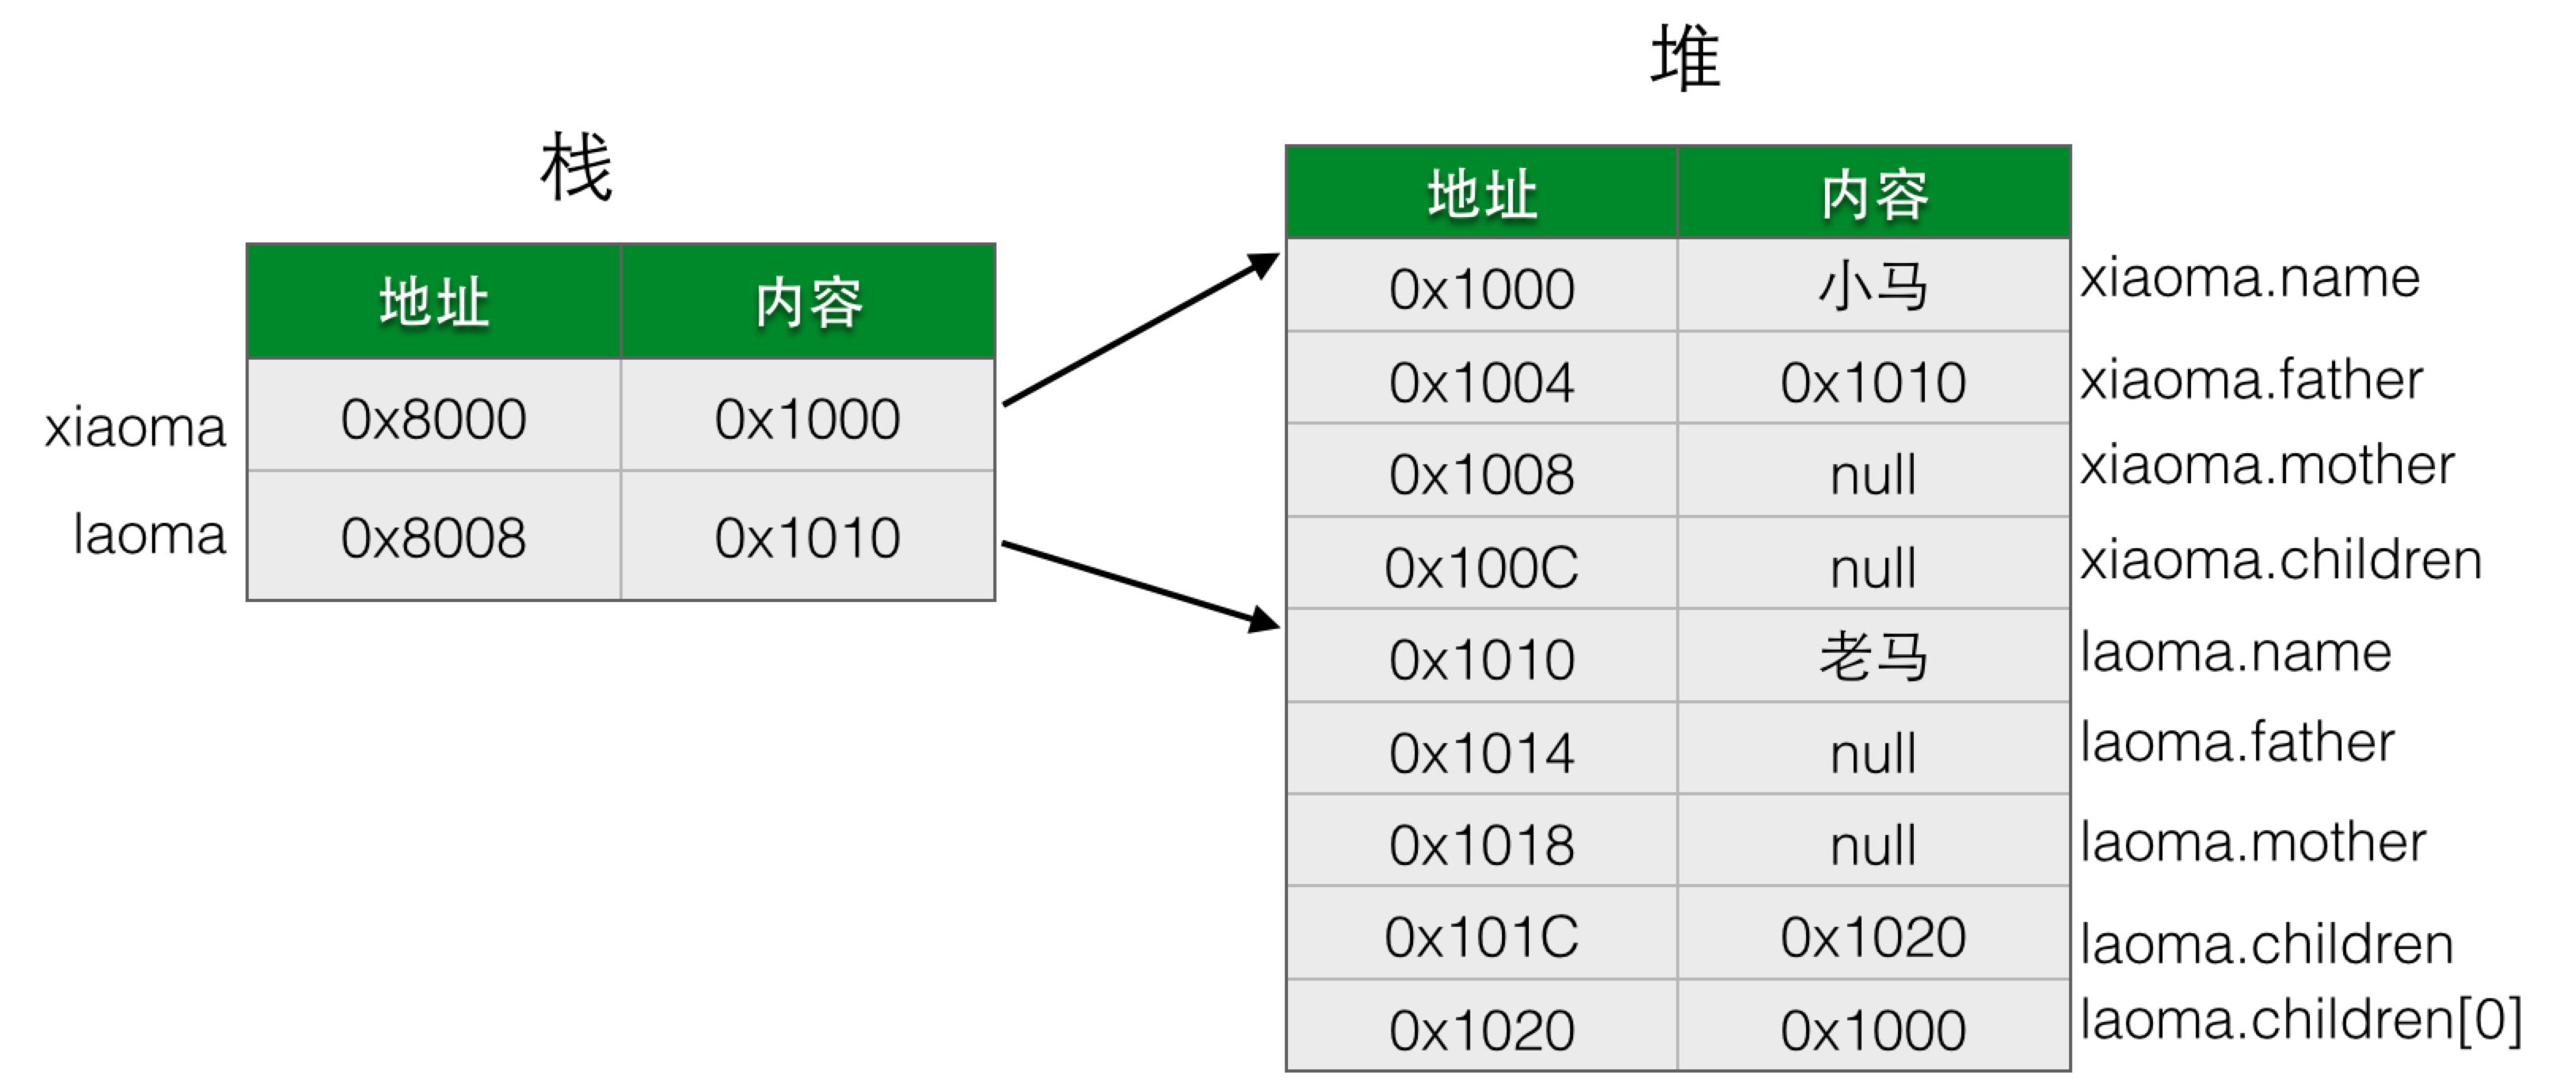 栈
地址 内容
xiaoma 0x8000 0x1000
laoma 0x8008 0x1010
堆
地址 内容
0x1000 小马 xiaoma.name
0x1004 0x1010 xiaoma.father
0x1008 null xiaoma.mother
0x100C null xiaoma.children
0x1010 老马 laoma.name
0x1014 null laoma.father
0x1018 null laoma.mother
0x101C 0x1020 laoma.children
0x1020 0x1000 laoma.children[0]